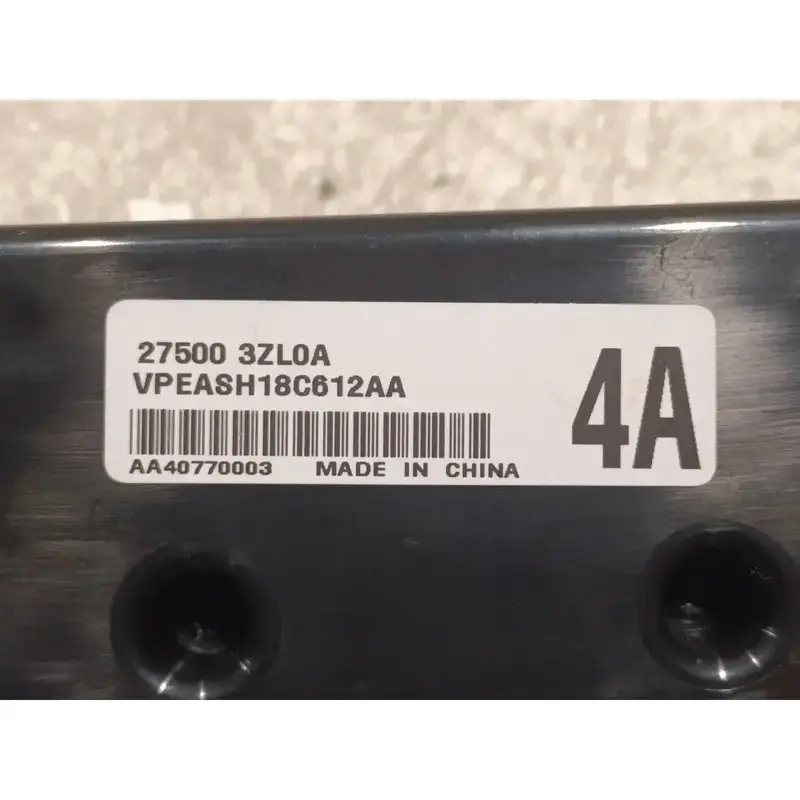 27500 3ZL0A
VPEASH18C612AA
4A
AA40770003 MADE IN CHINA